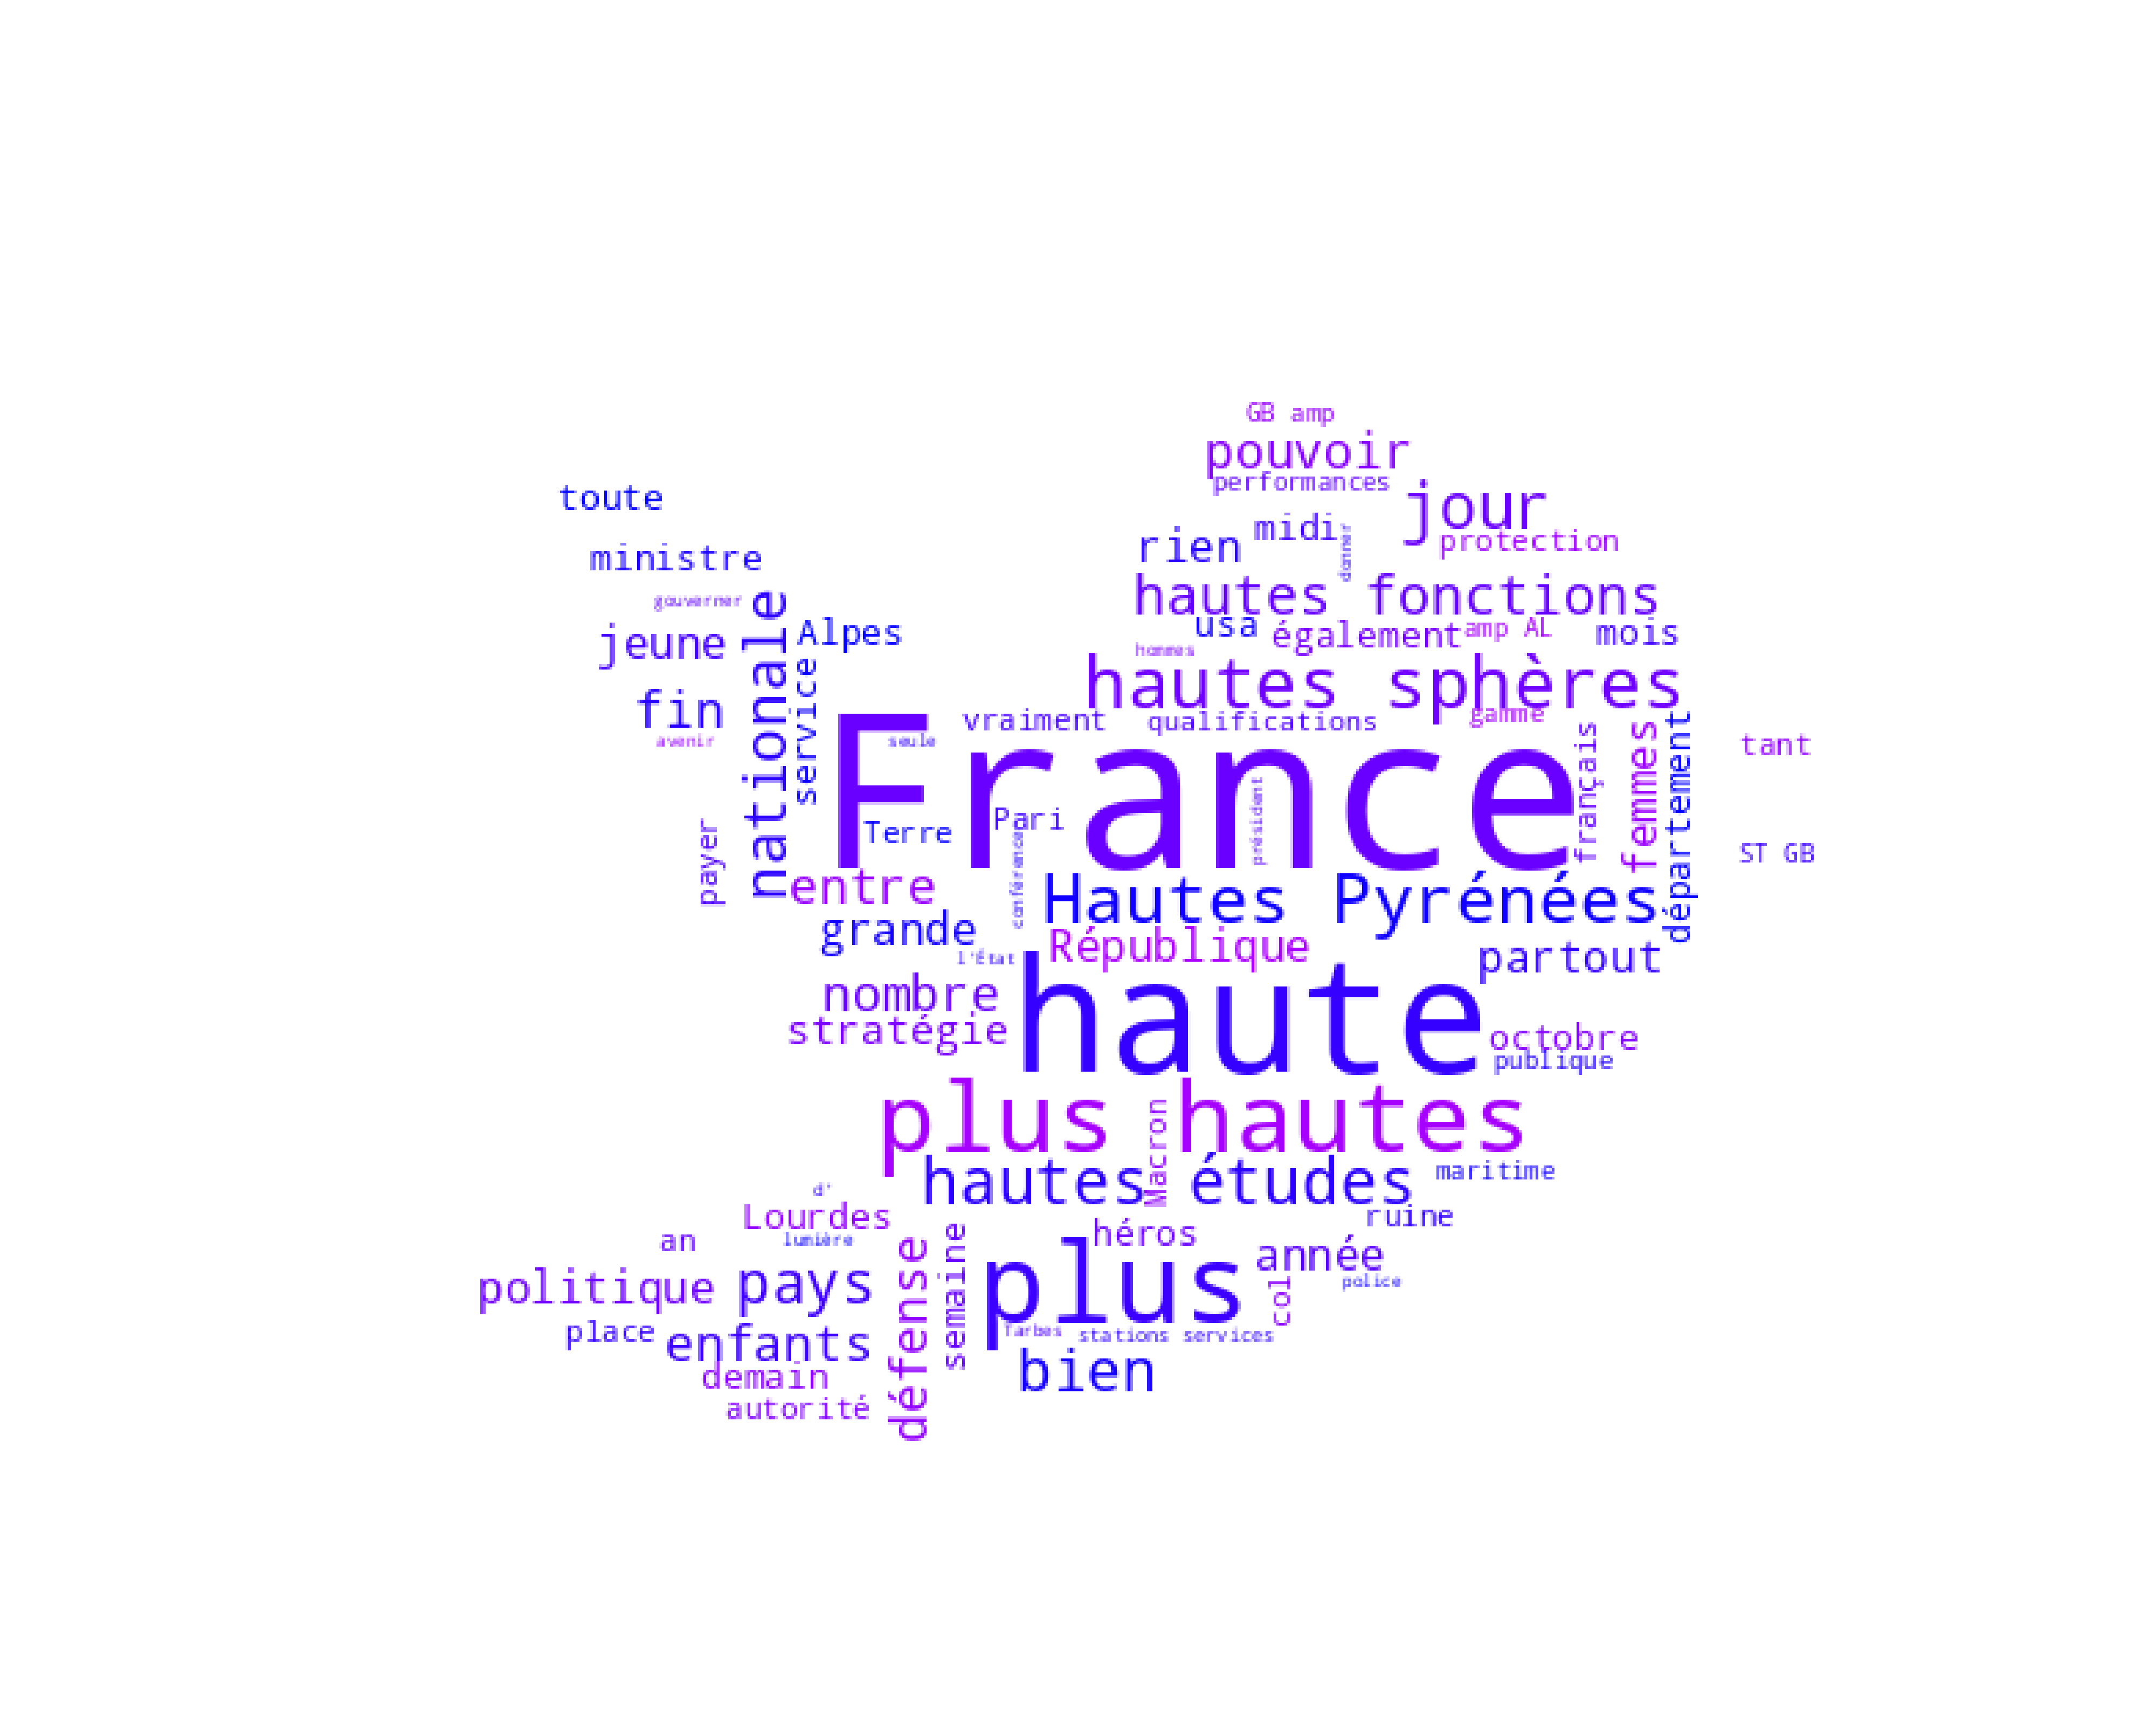 GB amp
pouvoir
performances
toute
jour
midi
donner
rien
protection
ministre
hautes fonctions
gouverner
nationale
usa
également
amp AL
mois
jeune
Alpes
hommes
service
hautes sphères
fin
vraiment
qualifications
gamme
avenir
seule
France
français
femmes
département
tant
Pari
Terre
président
conférence
payer
ST GB
entre
Hautes Pyrénées
grande
République
l'État
partout
nombre
haute
stratégie
octobre
publique
plus hautes
Macron
hautes études
maritime
d'
Lourdes
ruine
lumière
héros
an
année
politique
pays
défense
semaine
plus
col
police
place
enfants
Tarbes
stations services
bien
demain
autorité